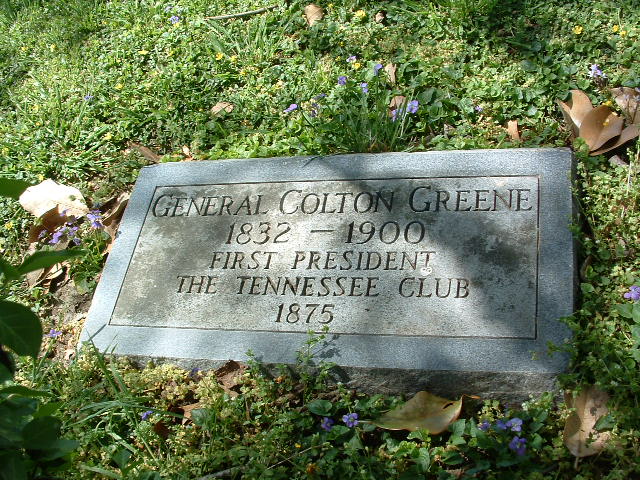 GENERAL COLTON GREENE
1832 — 1900
FIRST PRESIDENT
THE TENNESSEE CLUB
1875